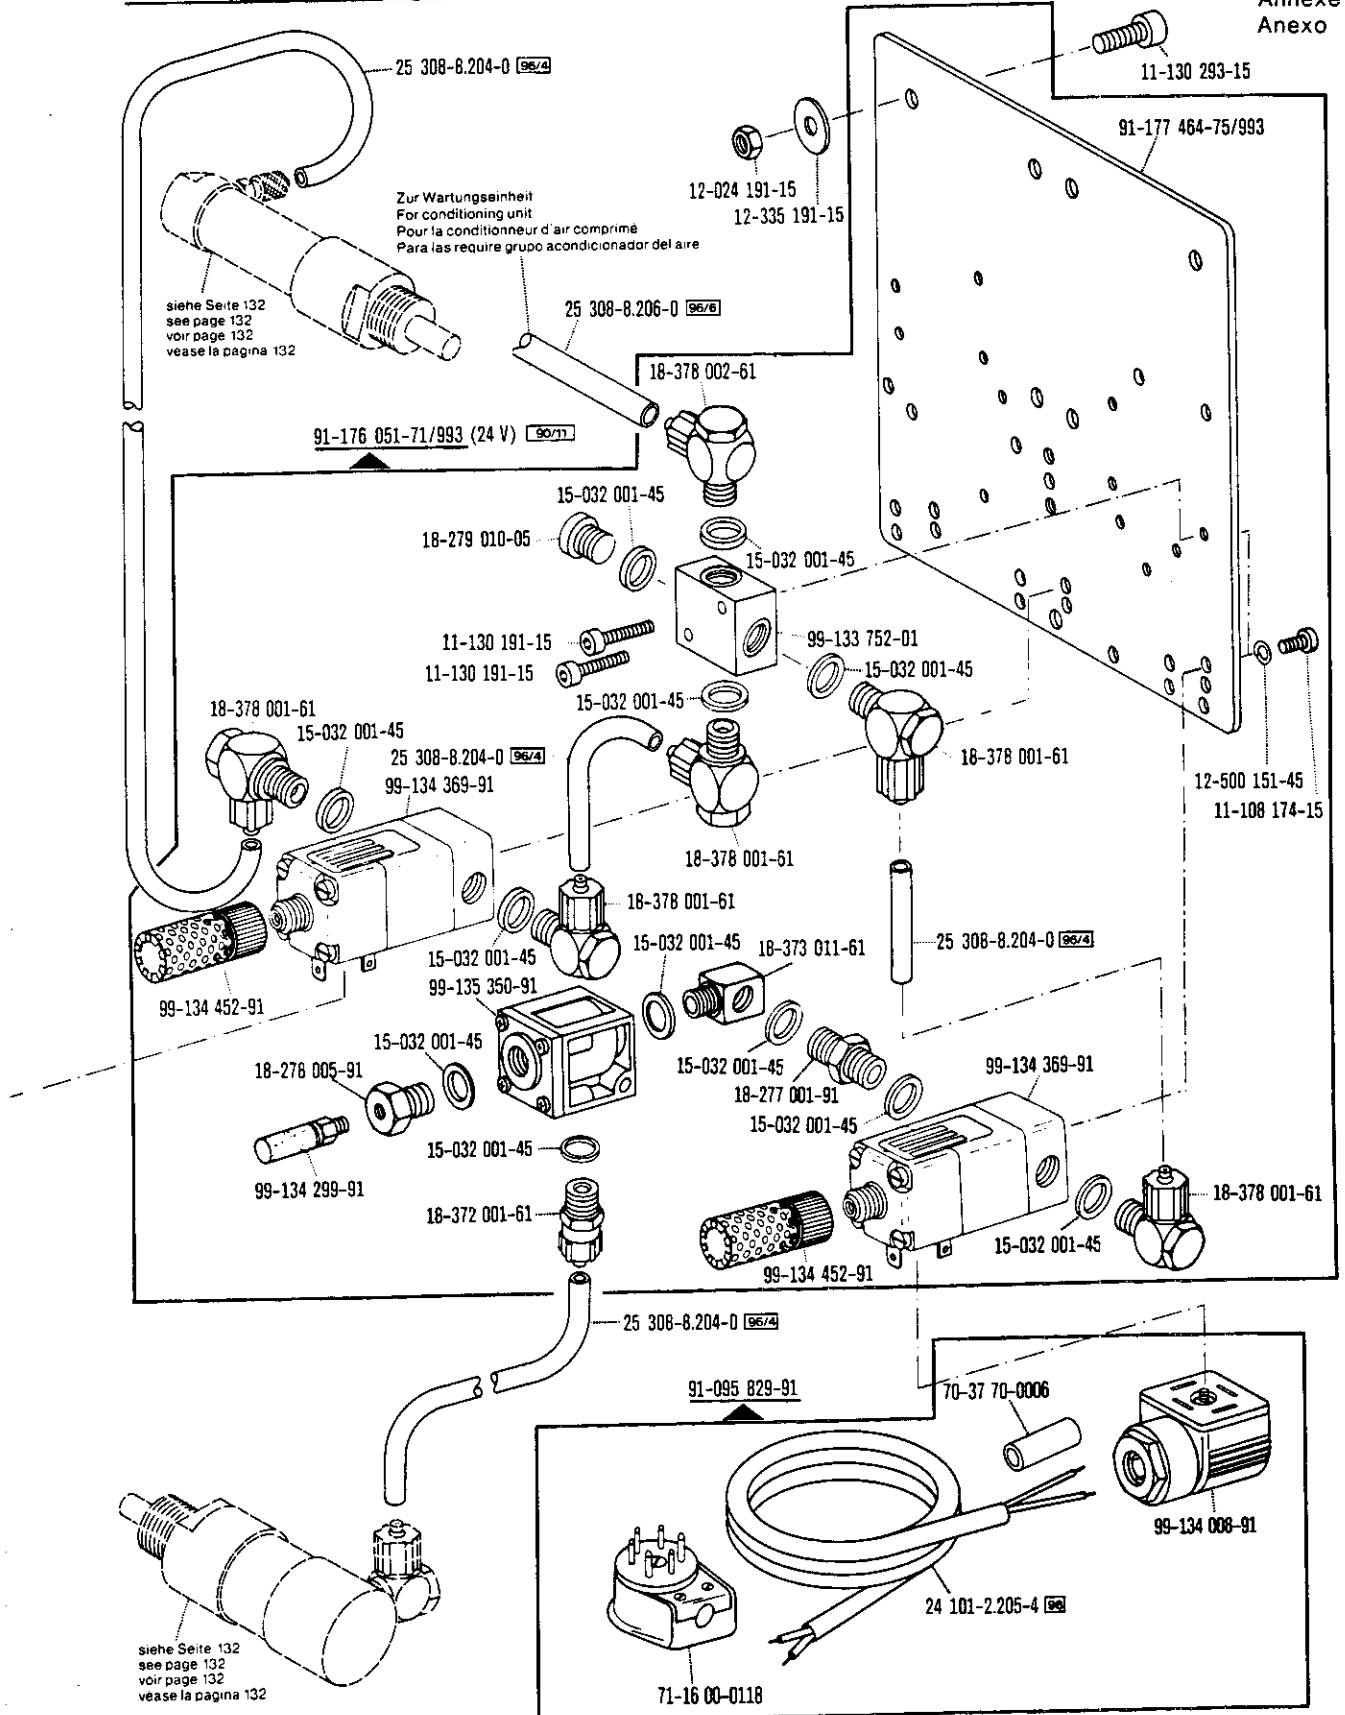 Anexo
25 308-8.204-0 96/4
11-130 293-15
91-177 464-75/993
12-024 191-15
12-335 191-15
Zur Wartungseinheit
For conditioning unit
Pour la conditionneur d'air comprimé
Para las require grupo acondicionador del aire
siehe Seite 132
see page 132
voir page 132
véase la pagina 132
25 308-8.206-0 96/6
18-378 002-61
91-176 051-71/993 (24 V) 90/11
15-032 001-45
18-279 010-05
15-032 001-45
11-130 191-15
99-133 752-01
11-130 191-15
15-032 001-45
15-032 001-45
18-378 001-61
15-032 001-45
25 308-8.204-0 96/4
99-134 369-91
18-378 001-61
12-500 151-45
11-108 174-15
18-378 001-61
18-378 001-61
15-032 001-45
15-032 001-45
18-373 011-61
25 308-8.204-0 96/4
99-135 350-91
99-134 452-91
15-032 001-45
18-278 005-91
15-032 001-45
18-277 001-91
99-134 369-91
15-032 001-45
15-032 001-45
99-134 299-91
18-372 001-61
18-378 001-61
15-032 001-45
99-134 452-91
25 308-8.204-0 96/4
91-095 829-91
70-37 70-0006
99-134 008-91
24 101-2.205-4 96
71-16 00-0118
siehe Seite 132
see page 132
voir page 132
véase la pagina 132